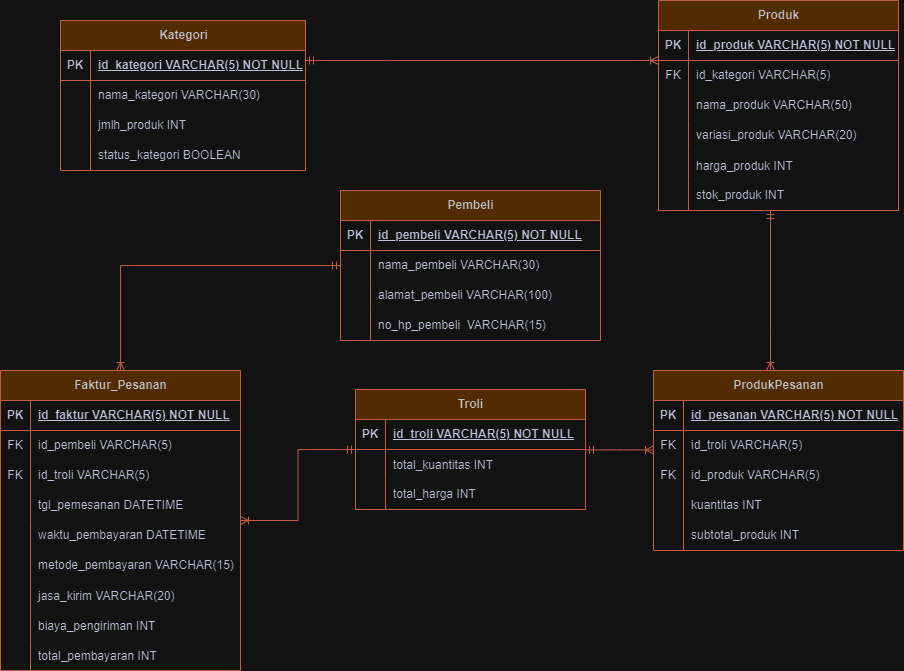 Kategori
PK id_kategori VARCHAR(5) NOT NULL
nama_kategori VARCHAR(30)
jmlh_produk INT
status_kategori BOOLEAN
Produk
PK id_produk VARCHAR(5) NOT NULL
FK id_kategori VARCHAR(5)
nama_produk VARCHAR(50)
variasi_produk VARCHAR(20)
harga_produk INT
stok_produk INT
Pembeli
PK id_pembeli VARCHAR(5) NOT NULL
nama_pembeli VARCHAR(30)
alamat_pembeli VARCHAR(100)
no_hp_pembeli VARCHAR(15)
Faktur_Pesanan
PK id_faktur VARCHAR(5) NOT NULL
FK id_pembeli VARCHAR(5)
FK id_troli VARCHAR(5)
tgl_pemesanan DATETIME
waktu_pembayaran DATETIME
metode_pembayaran VARCHAR(15)
jasa_kirim VARCHAR(20)
biaya_pengiriman INT
total_pembayaran INT
Troli
PK id_troli VARCHAR(5) NOT NULL
total_kuantitas INT
total_harga INT
ProdukPesanan
PK id_pesanan VARCHAR(5) NOT NULL
FK id_troli VARCHAR(5)
FK id_produk VARCHAR(5)
kuantitas INT
subtotal_produk INT